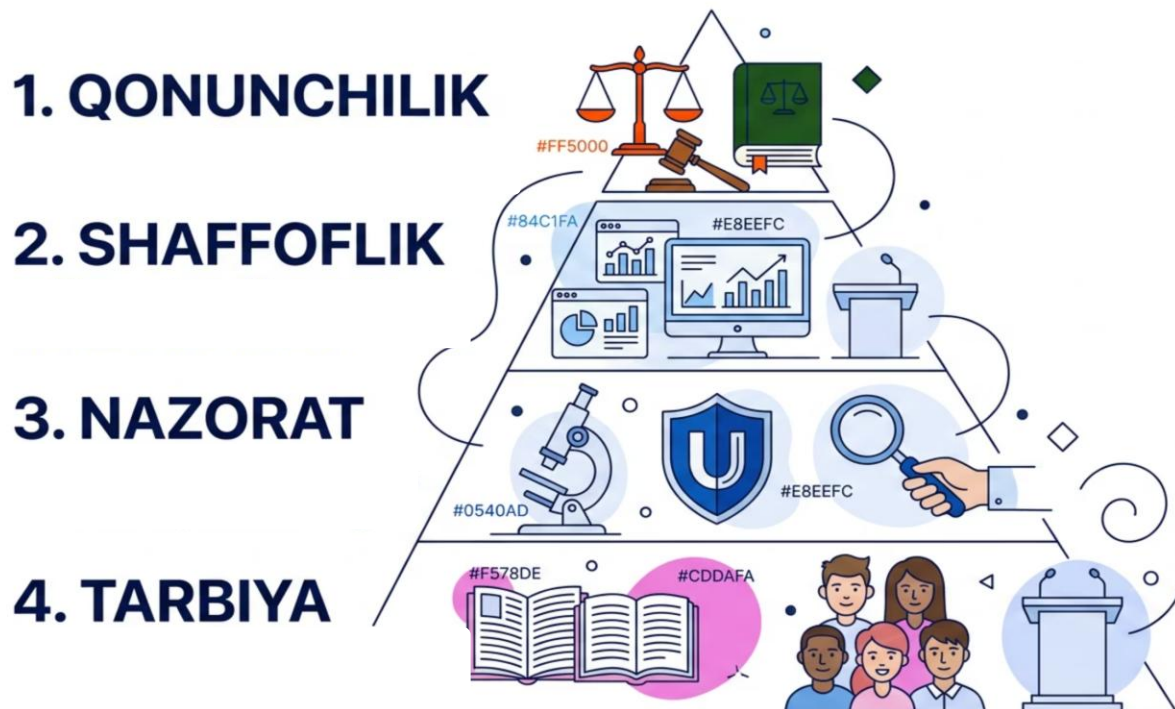 1. QONUNCHILIK
#FF5000
2. SHAFFOFLIK
#84C1FA
#E8EEFC
3. NAZORAT
#E8EEFC
#0540AD
4. TARBIYA
#F578DE
#CDDAFA